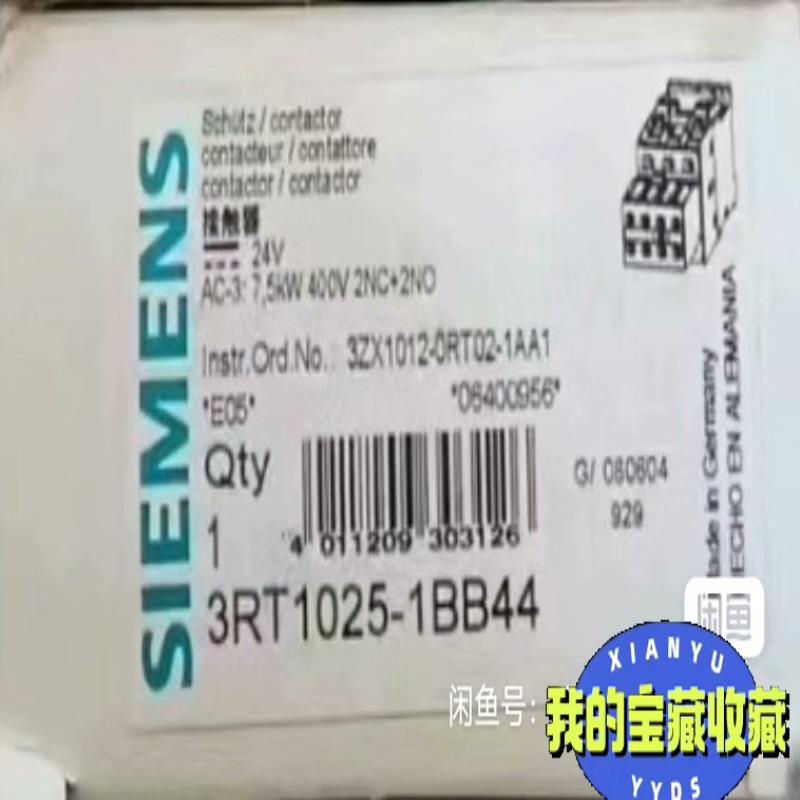 SIEMENS
Schütz / contactor
contacteur / contattore
contactor / contactor
接触器
24V
AC-3: 7,5kW 400V 2NC+2NO
Instr.Ord.No.: 3ZX1012-0RT02-1AA1
*E05* *06400956*
Qty
1
4 011209 303126
G/ 080604
929
3RT1025-1BB44
Made in Germany
HECHO EN ALEMANIA
闲鱼
闲鱼号:
XIANYU
我的宝藏收藏
YYDS